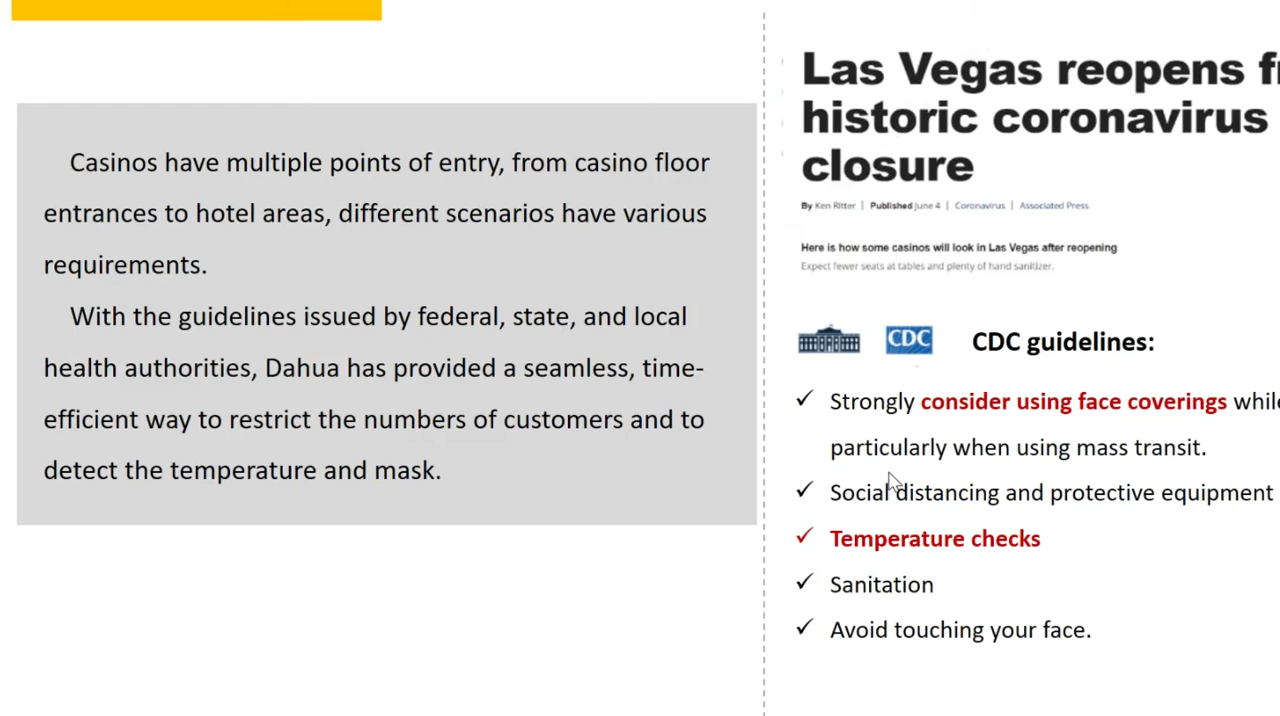 Casinos have multiple points of entry, from casino floor
entrances to hotel areas, different scenarios have various
requirements.
With the guidelines issued by federal, state, and local
health authorities, Dahua has provided a seamless, time-
efficient way to restrict the numbers of customers and to
detect the temperature and mask.
Las Vegas reopens
historic coronavirus
closure
By Ken Ritter | Published June 4 | Coronavirus | Associated Press
Here is how some casinos will look in Las Vegas after reopening
Expect fewer seats at tables and plenty of hand sanitizer.
CDC
CDC guidelines:
Strongly consider using face coverings
particularly when using mass transit.
Social distancing and protective equipment
Temperature checks
Sanitation
Avoid touching your face.